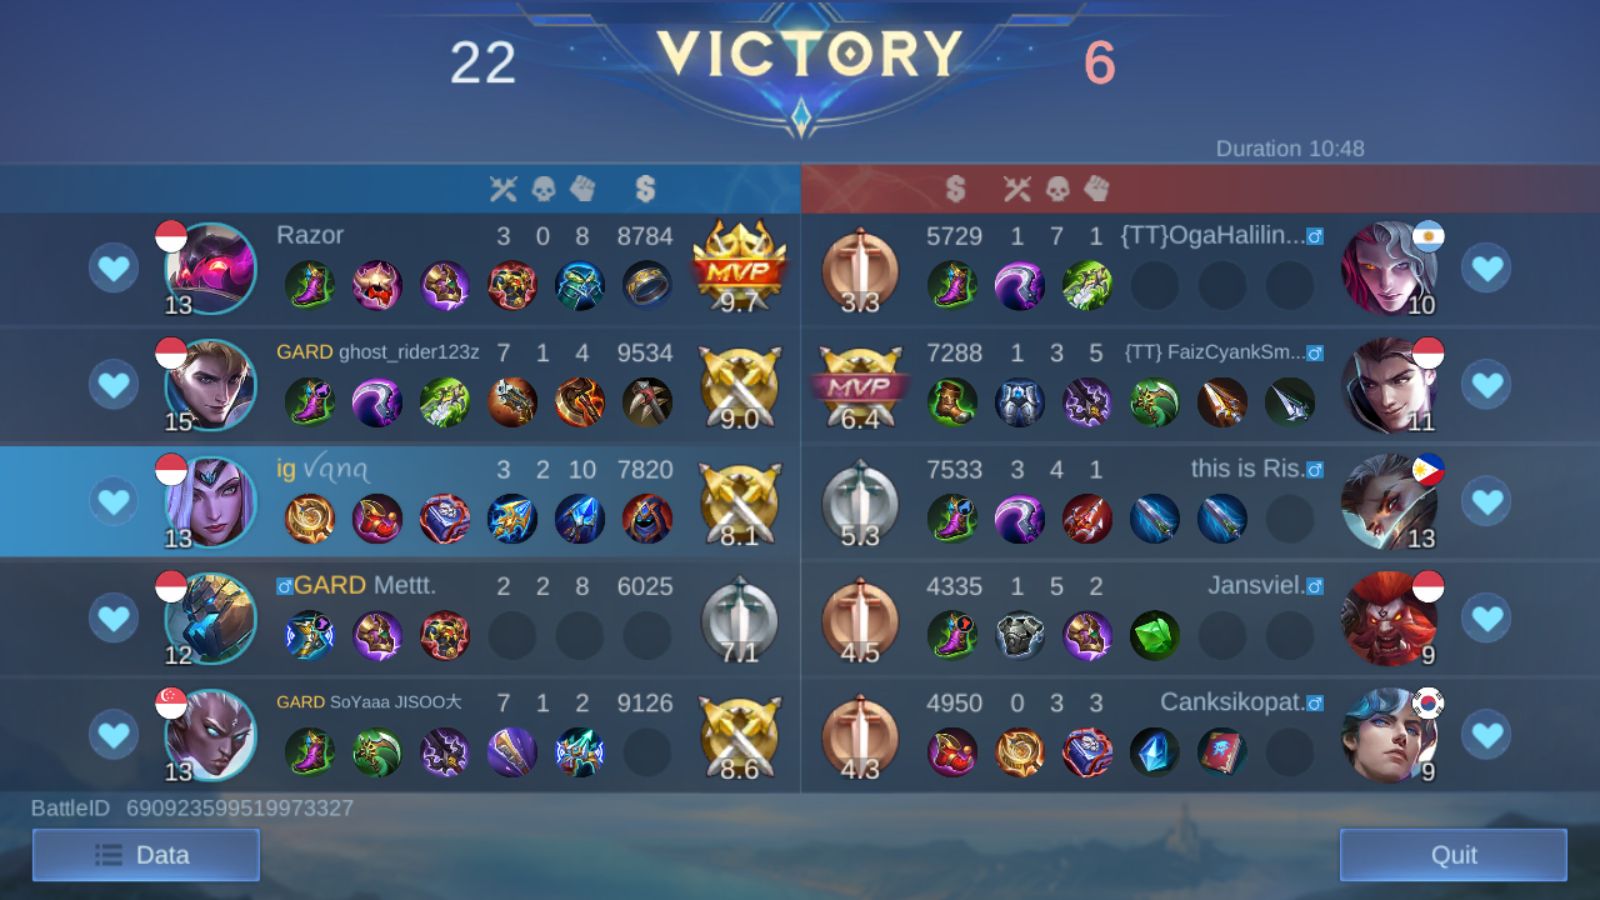 22 VICTORY 6
Duration 10:48
Razor 3 0 8 8784
13 MVP 9.7
5729 1 7 1 {TT}OgaHalilin...
3.3 10
GARD ghost_rider123z 7 1 4 9534
15 9.0
7288 1 3 5 {TT} FaizCyankSm...
MVP 6.4 11
ig Vana 3 2 10 7820
13 8.1
7533 3 4 1 this is Ris.
5.3 13
GARD Mettt. 2 2 8 6025
12 7.1
4335 1 5 2 Jansviel.
4.5 9
GARD SoYaaa JISOO大 7 1 2 9126
13 8.6
4950 0 3 3 Canksikopat.
4.3 9
BattleID 690923599519973327
Data
Quit